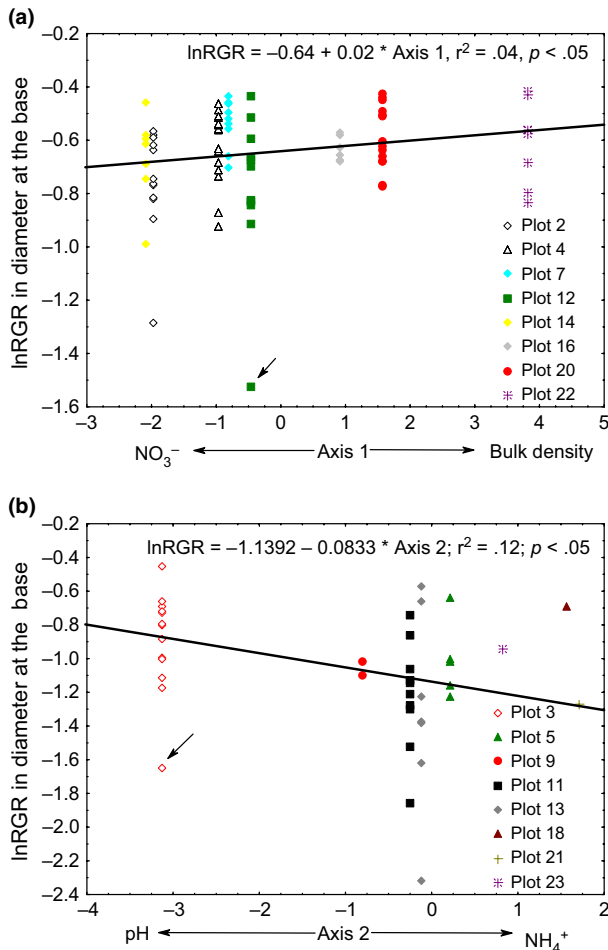 (a)
lnRGR = –0.64 + 0.02 * Axis 1, r² = .04, p < .05
lnRGR in diameter at the base
–0.2
–0.4
–0.6
–0.8
–1.0
–1.2
–1.4
–1.6
Plot 2
Plot 4
Plot 7
Plot 12
Plot 14
Plot 16
Plot 20
Plot 22
–3 –2 –1 0 1 2 3 4 5
NO₃⁻ Axis 1 Bulk density
(b)
lnRGR = –1.1392 – 0.0833 * Axis 2; r² = .12; p < .05
lnRGR in diameter at the base
–0.2
–0.4
–0.6
–0.8
–1.0
–1.2
–1.4
–1.6
–1.8
–2.0
–2.2
–2.4
Plot 3
Plot 5
Plot 9
Plot 11
Plot 13
Plot 18
Plot 21
Plot 23
–4 –3 –2 –1 0 1 2
pH Axis 2 NH₄⁺